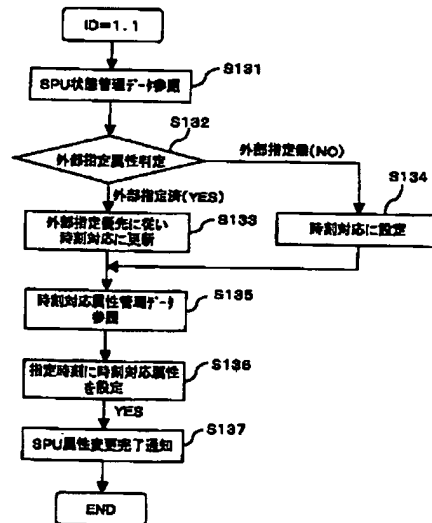 ID=1.1
S131
SPU状態管理データ参照
S132
外部指定属性判定
外部指定無(NO)
外部指定済(YES)
S133
外部指定優先に従い
時刻対応に更新
S134
時刻対応に設定
S135
時刻対応属性管理データ
参照
S136
指定時刻に時刻対応属性
を設定
YES
S137
SPU属性変更完了通知
END